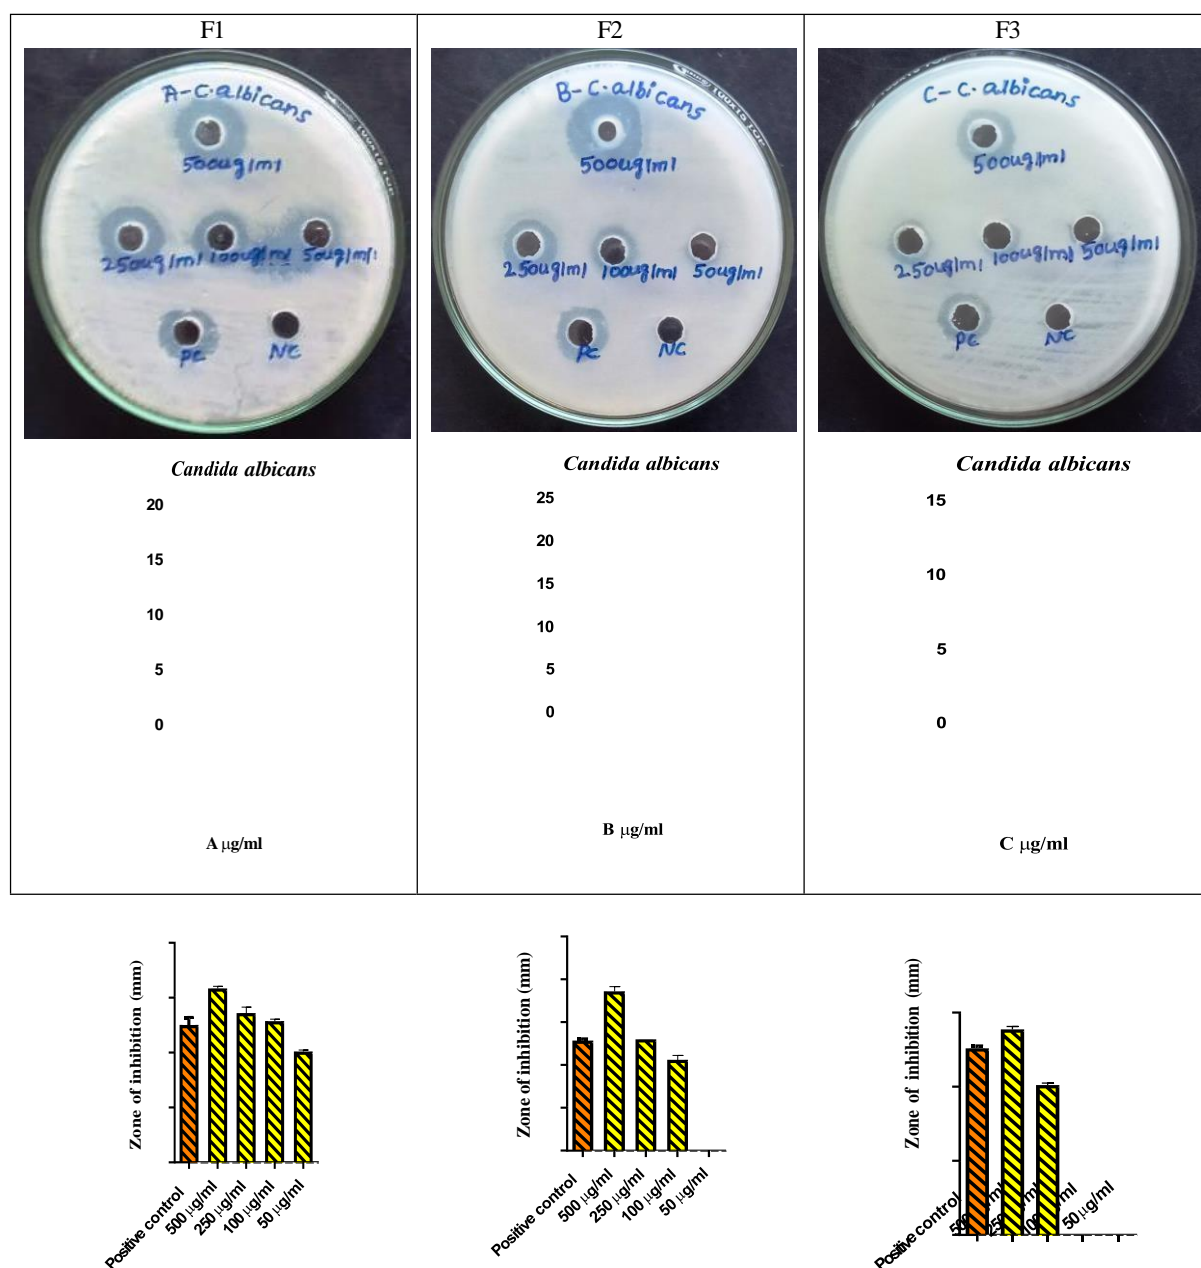 F1
F2
F3
A-C.albicans
500ug/ml
250ug/ml 100ug/ml 50ug/ml
PC NC
B-C.albicans
500ug/ml
250ug/ml 100ug/ml 50ug/ml
PC NC
C-C.albicans
500ug/ml
250ug/ml 100ug/ml 50ug/ml
PC NC
Candida albicans
20
15
10
5
0
A μg/ml
Candida albicans
25
20
15
10
5
0
B μg/ml
Candida albicans
15
10
5
0
C μg/ml
Zone of inhibition (mm)
Positive control
500 μg/ml
250 μg/ml
100 μg/ml
50 μg/ml
Zone of inhibition (mm)
Positive control
500 μg/ml
250 μg/ml
100 μg/ml
50 μg/ml
Zone of inhibition (mm)
Positive control
50 μg/ml